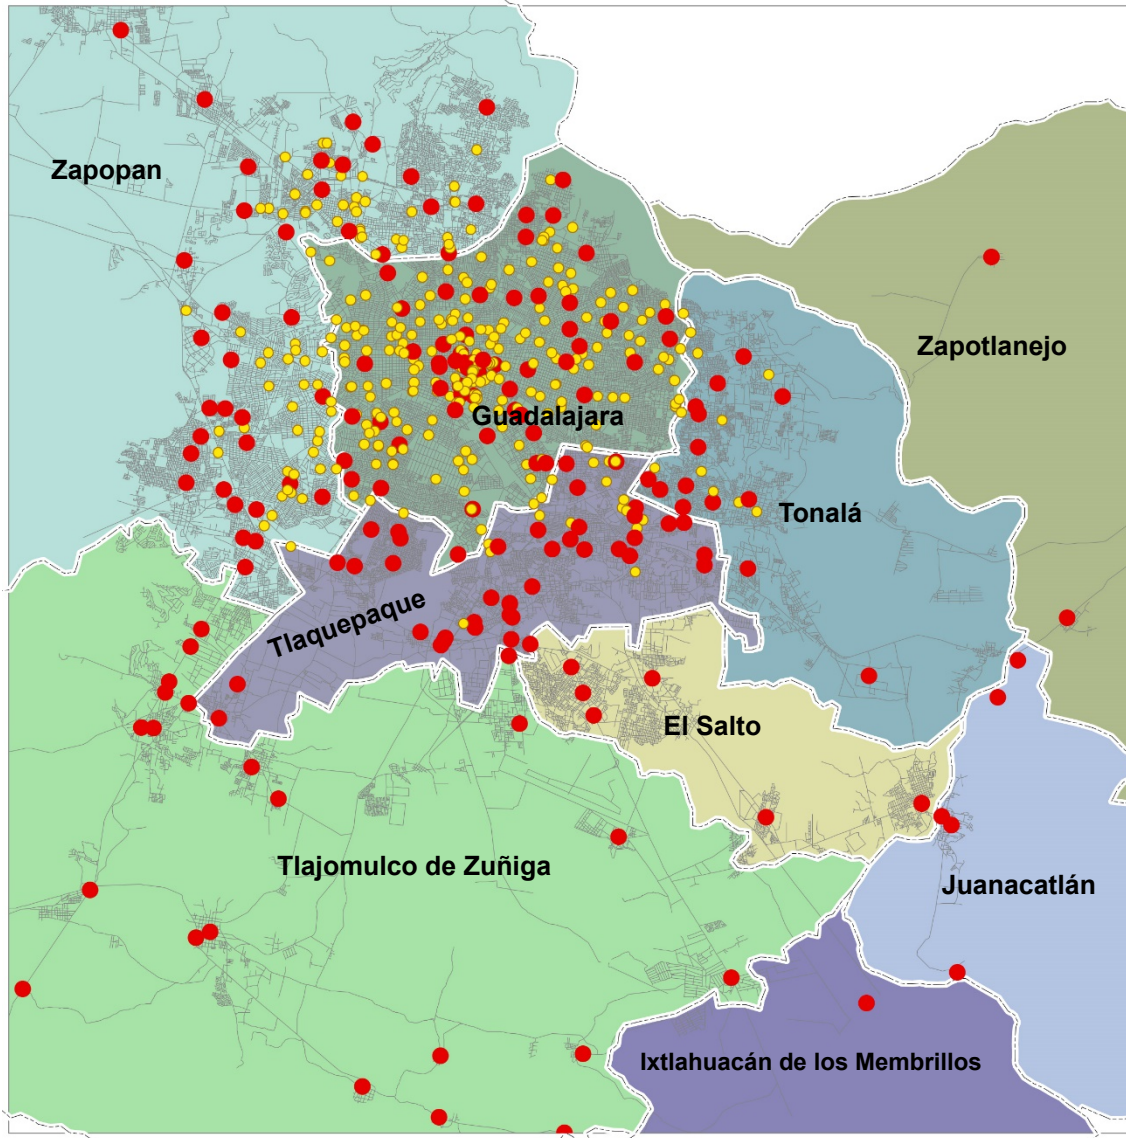 Zapopan
Zapotlanejo
Guadalajara
Tonalá
Tlaquepaque
El Salto
Tlajomulco de Zuñiga
Juanacatlán
Ixtlahuacán de los Membrillos